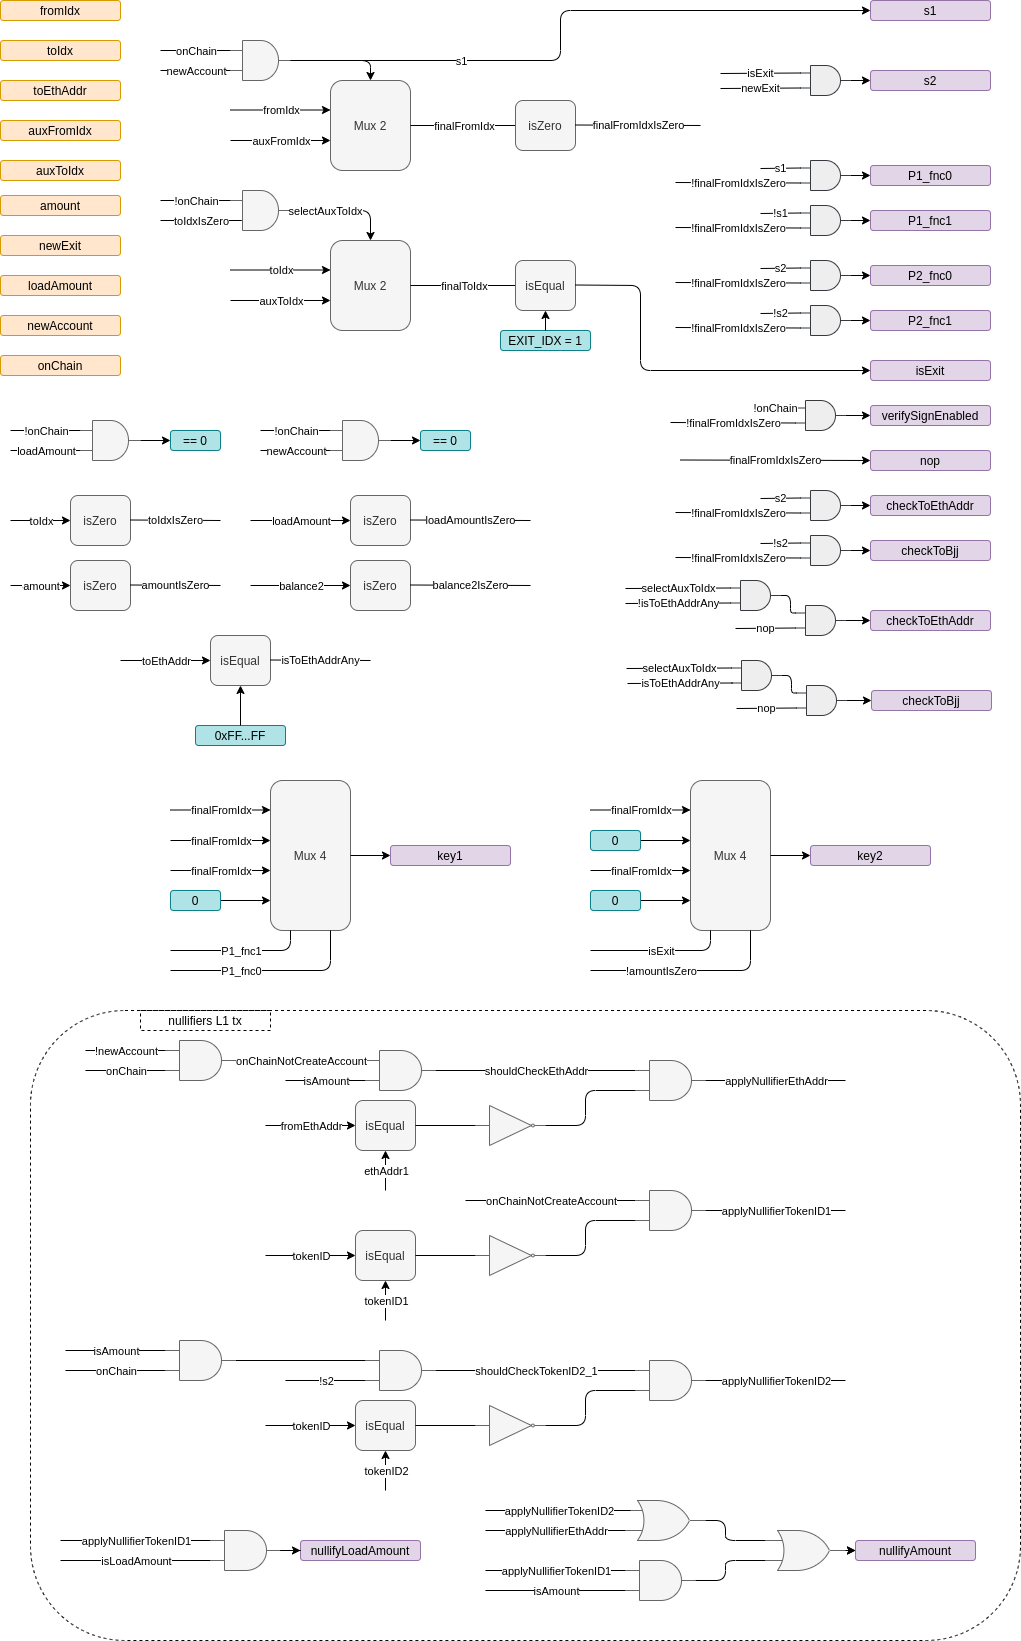 fromIdx
toIdx
toEthAddr
auxFromIdx
auxToIdx
amount
newExit
loadAmount
newAccount
onChain
onChain
newAccount
s1
s1
fromIdx
auxFromIdx
Mux 2
finalFromIdx
isZero
finalFromIdxIsZero
!onChain
toIdxIsZero
selectAuxToIdx
toIdx
auxToIdx
Mux 2
finalToIdx
isEqual
EXIT_IDX = 1
isExit
isExit
newExit
s2
s1
!finalFromIdxIsZero
P1_fnc0
!s1
!finalFromIdxIsZero
P1_fnc1
s2
!finalFromIdxIsZero
P2_fnc0
!s2
!finalFromIdxIsZero
P2_fnc1
!onChain
!finalFromIdxIsZero
verifySignEnabled
finalFromIdxIsZero
nop
s2
!finalFromIdxIsZero
checkToEthAddr
!s2
!finalFromIdxIsZero
checkToBjj
selectAuxToIdx
!isToEthAddrAny
nop
checkToEthAddr
selectAuxToIdx
isToEthAddrAny
nop
checkToBjj
!onChain
loadAmount
== 0
!onChain
newAccount
== 0
toIdx
isZero
toIdxIsZero
loadAmount
isZero
loadAmountIsZero
amount
isZero
amountIsZero
balance2
isZero
balance2IsZero
toEthAddr
isEqual
isToEthAddrAny
0xFF...FF
finalFromIdx
finalFromIdx
finalFromIdx
0
Mux 4
key1
P1_fnc1
P1_fnc0
finalFromIdx
0
finalFromIdx
0
Mux 4
key2
isExit
!amountIsZero
nullifiers L1 tx
!newAccount
onChain
onChainNotCreateAccount
isAmount
shouldCheckEthAddr
applyNullifierEthAddr
fromEthAddr
isEqual
ethAddr1
onChainNotCreateAccount
applyNullifierTokenID1
tokenID
isEqual
tokenID1
isAmount
onChain
!s2
shouldCheckTokenID2_1
applyNullifierTokenID2
tokenID
isEqual
tokenID2
applyNullifierTokenID1
isLoadAmount
nullifyLoadAmount
applyNullifierTokenID2
applyNullifierEthAddr
applyNullifierTokenID1
isAmount
nullifyAmount